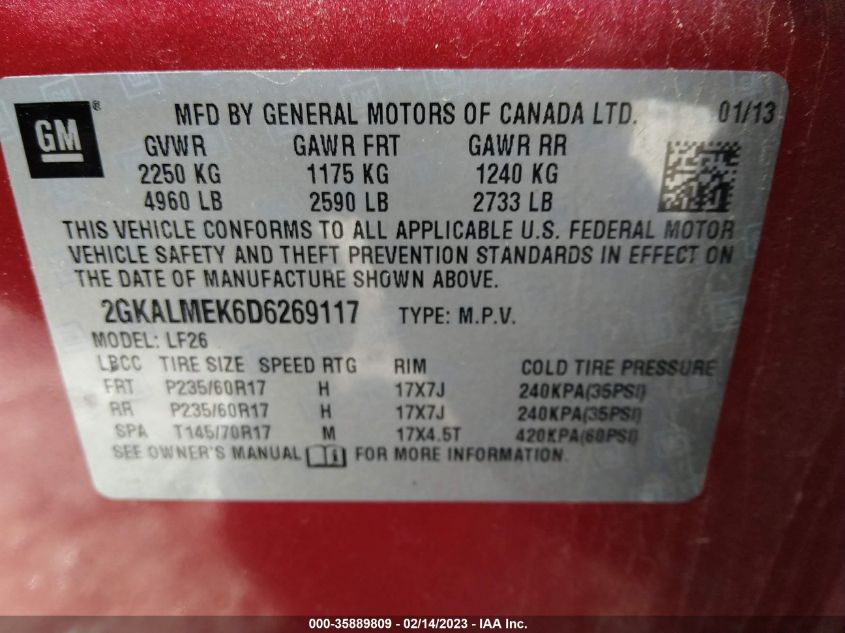 GM ® MFD BY GENERAL MOTORS OF CANADA LTD. 01/13
GVWR GAWR FRT GAWR RR
2250 KG 1175 KG 1240 KG
4960 LB 2590 LB 2733 LB
THIS VEHICLE CONFORMS TO ALL APPLICABLE U.S. FEDERAL MOTOR
VEHICLE SAFETY AND THEFT PREVENTION STANDARDS IN EFFECT ON
THE DATE OF MANUFACTURE SHOWN ABOVE.
2GKALMEK6D6269117 TYPE: M.P.V.
MODEL: LF26
LBCC TIRE SIZE SPEED RTG RIM COLD TIRE PRESSURE
FRT P235/60R17 H 17X7J 240KPA(35PSI)
RR P235/60R17 H 17X7J 240KPA(35PSI)
SPA T145/70R17 M 17X4.5T 420KPA(60PSI)
SEE OWNER'S MANUAL FOR MORE INFORMATION.
000-35889809 - 02/14/2023 - IAA Inc.